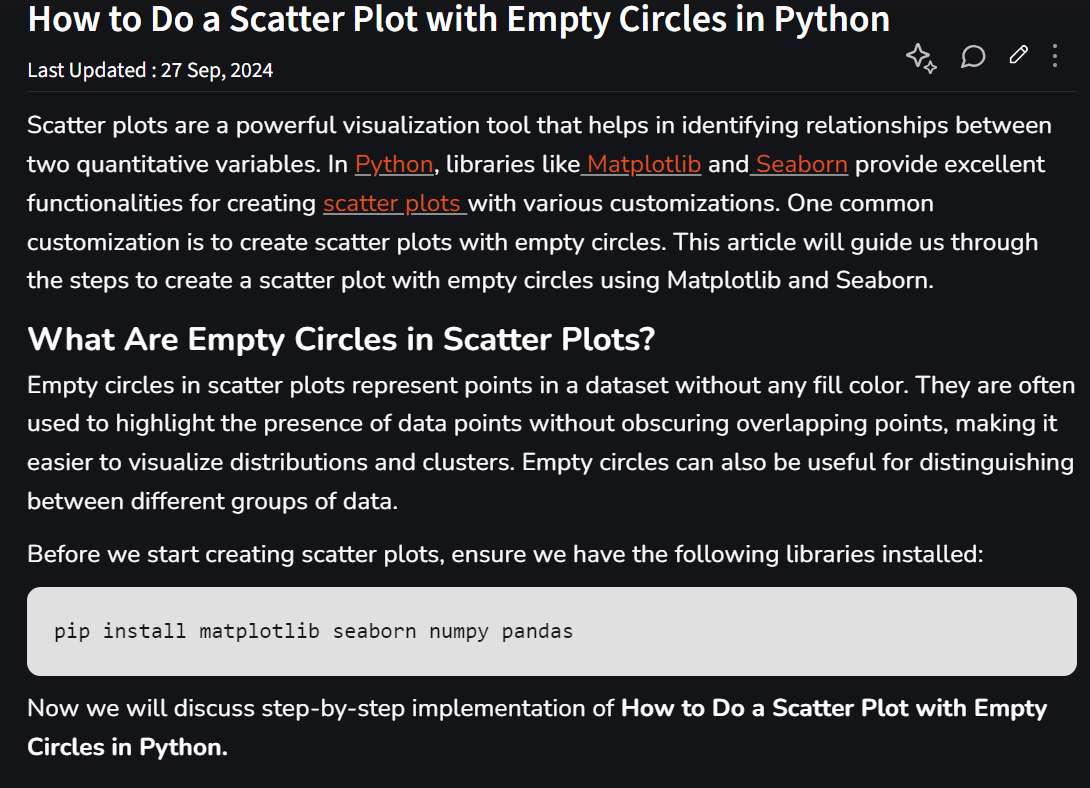 How to Do a Scatter Plot with Empty Circles in Python
Last Updated : 27 Sep, 2024
Scatter plots are a powerful visualization tool that helps in identifying relationships between
two quantitative variables. In Python, libraries like Matplotlib and Seaborn provide excellent
functionalities for creating scatter plots with various customizations. One common
customization is to create scatter plots with empty circles. This article will guide us through
the steps to create a scatter plot with empty circles using Matplotlib and Seaborn.
What Are Empty Circles in Scatter Plots?
Empty circles in scatter plots represent points in a dataset without any fill color. They are often
used to highlight the presence of data points without obscuring overlapping points, making it
easier to visualize distributions and clusters. Empty circles can also be useful for distinguishing
between different groups of data.
Before we start creating scatter plots, ensure we have the following libraries installed:
pip install matplotlib seaborn numpy pandas
Now we will discuss step-by-step implementation of How to Do a Scatter Plot with Empty
Circles in Python.